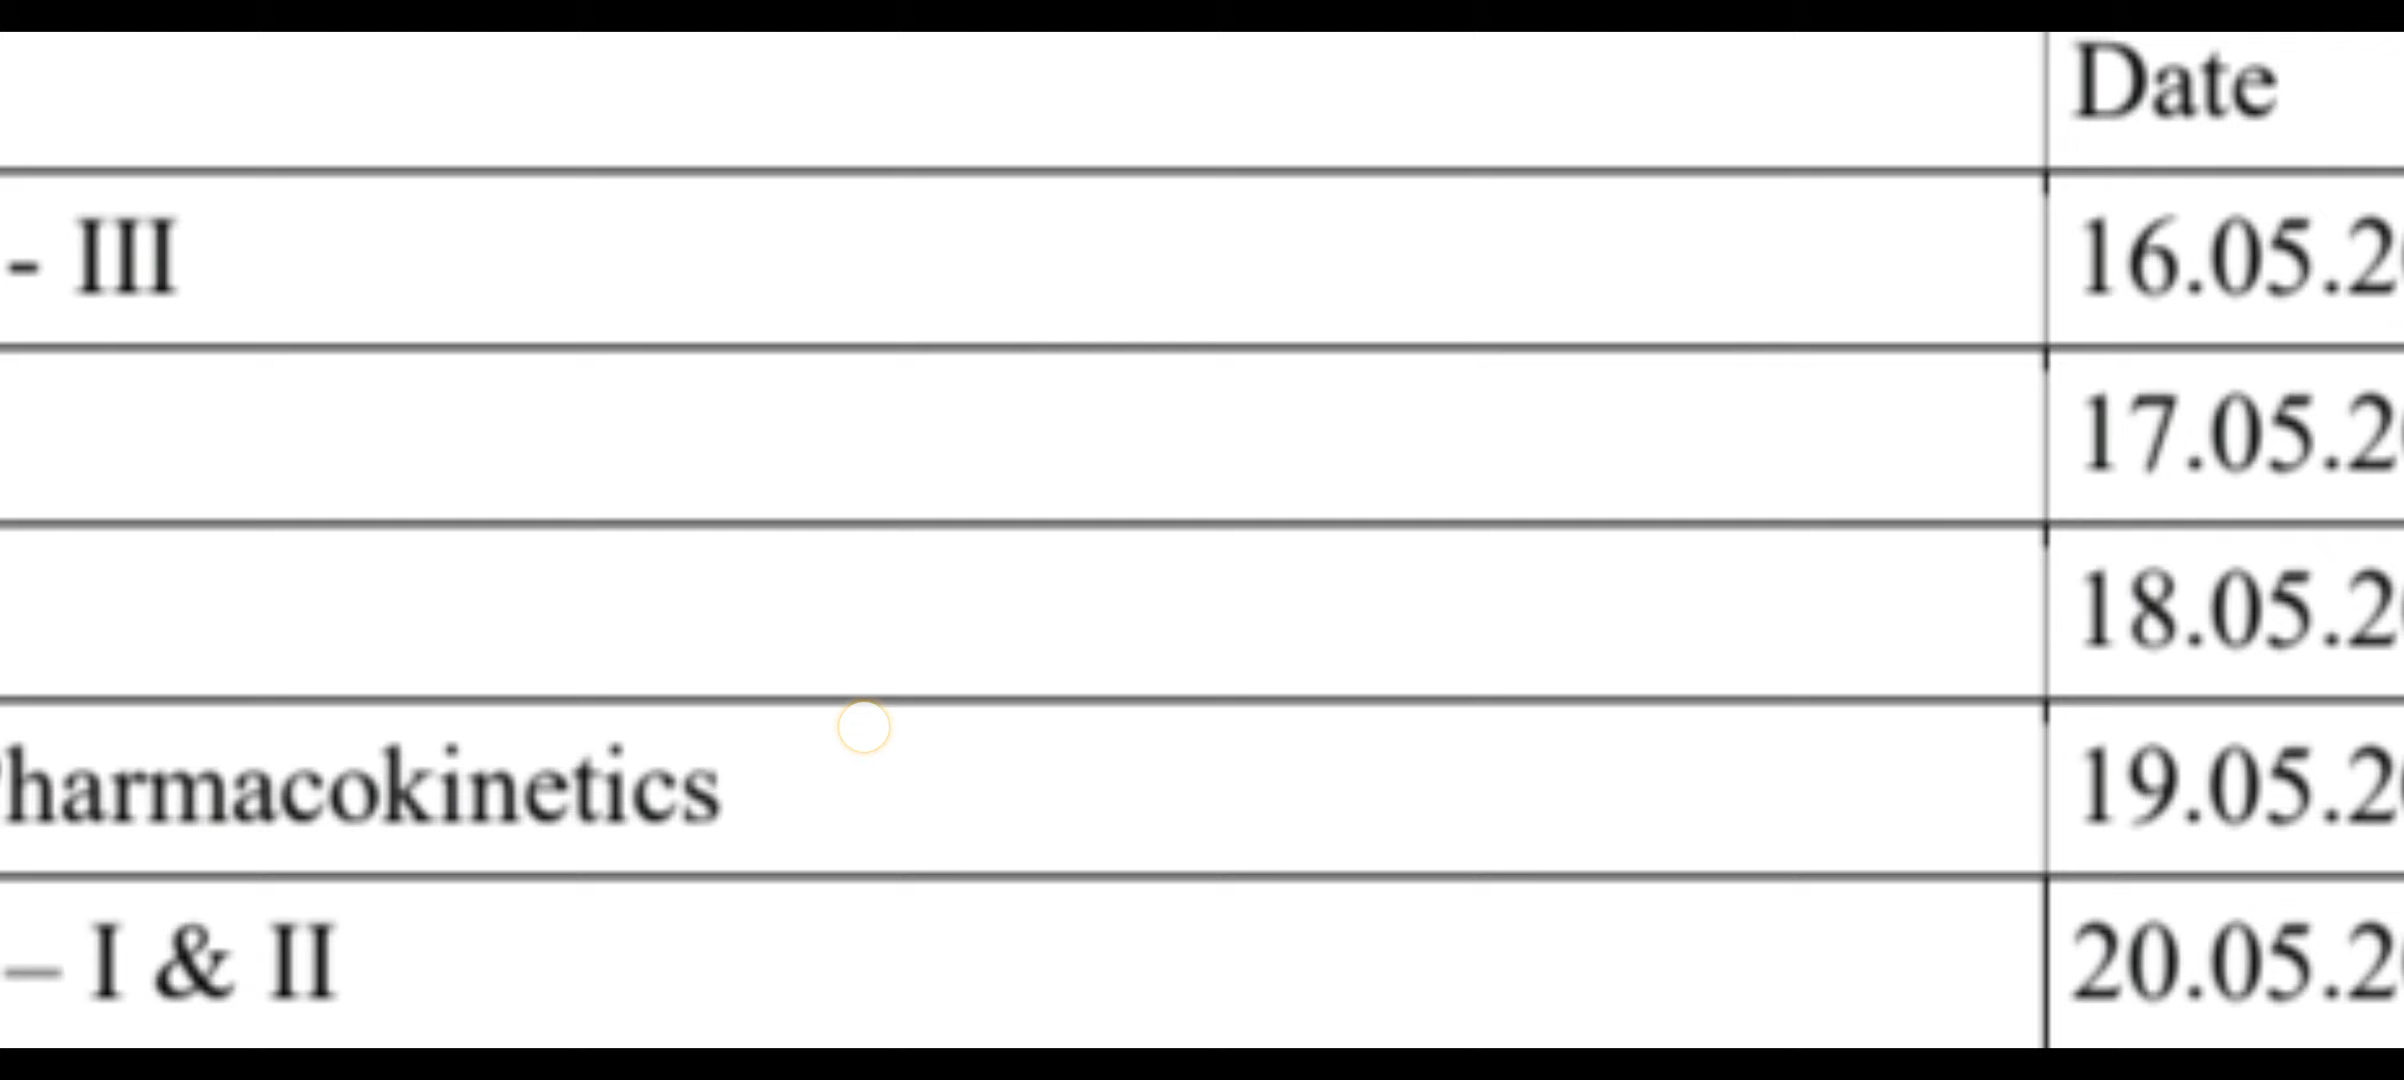 Date
- III 16.05.2
17.05.2
18.05.2
harmacokinetics 19.05.2
– I & II 20.05.2